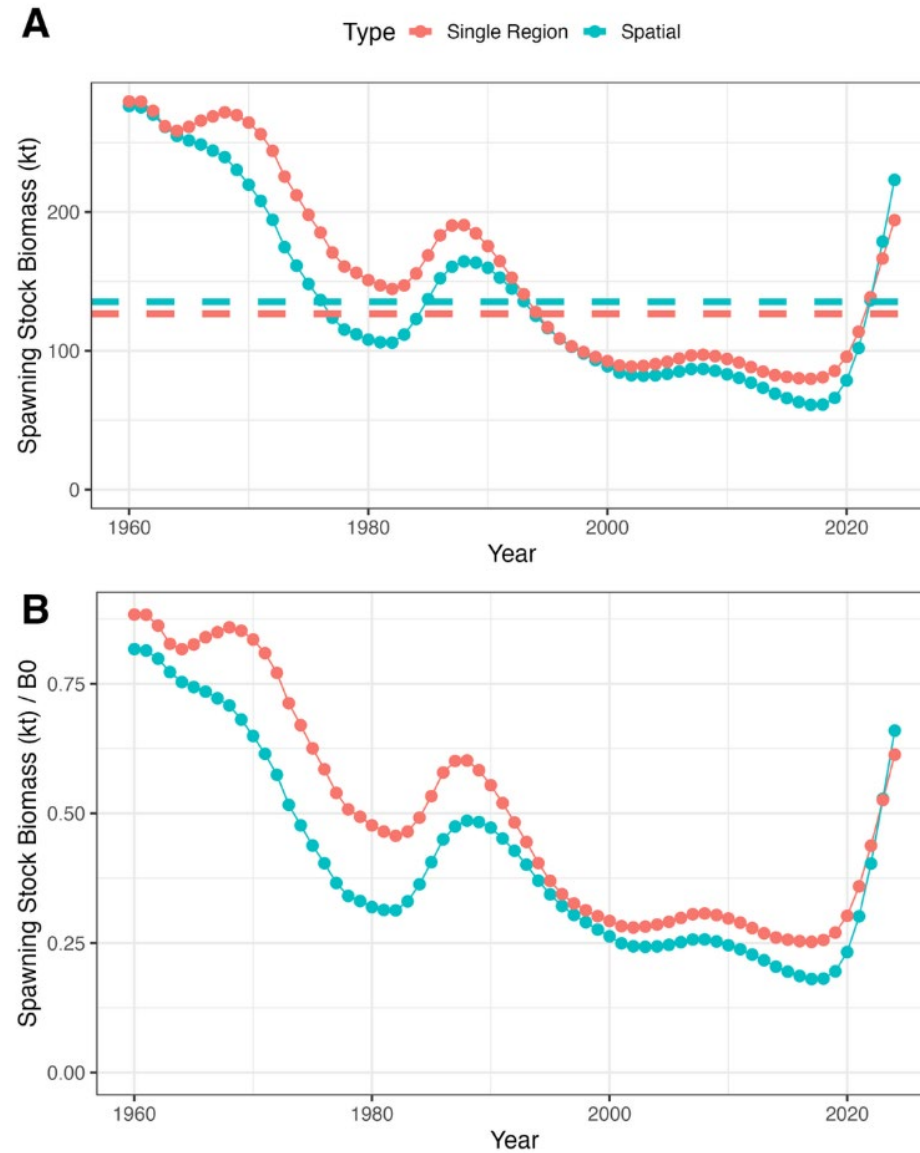 A
Type Single Region Spatial
Spawning Stock Biomass (kt)
200
100
0
1960 1980 2000 2020
Year
B
Spawning Stock Biomass (kt) / B0
0.75
0.50
0.25
0.00
1960 1980 2000 2020
Year